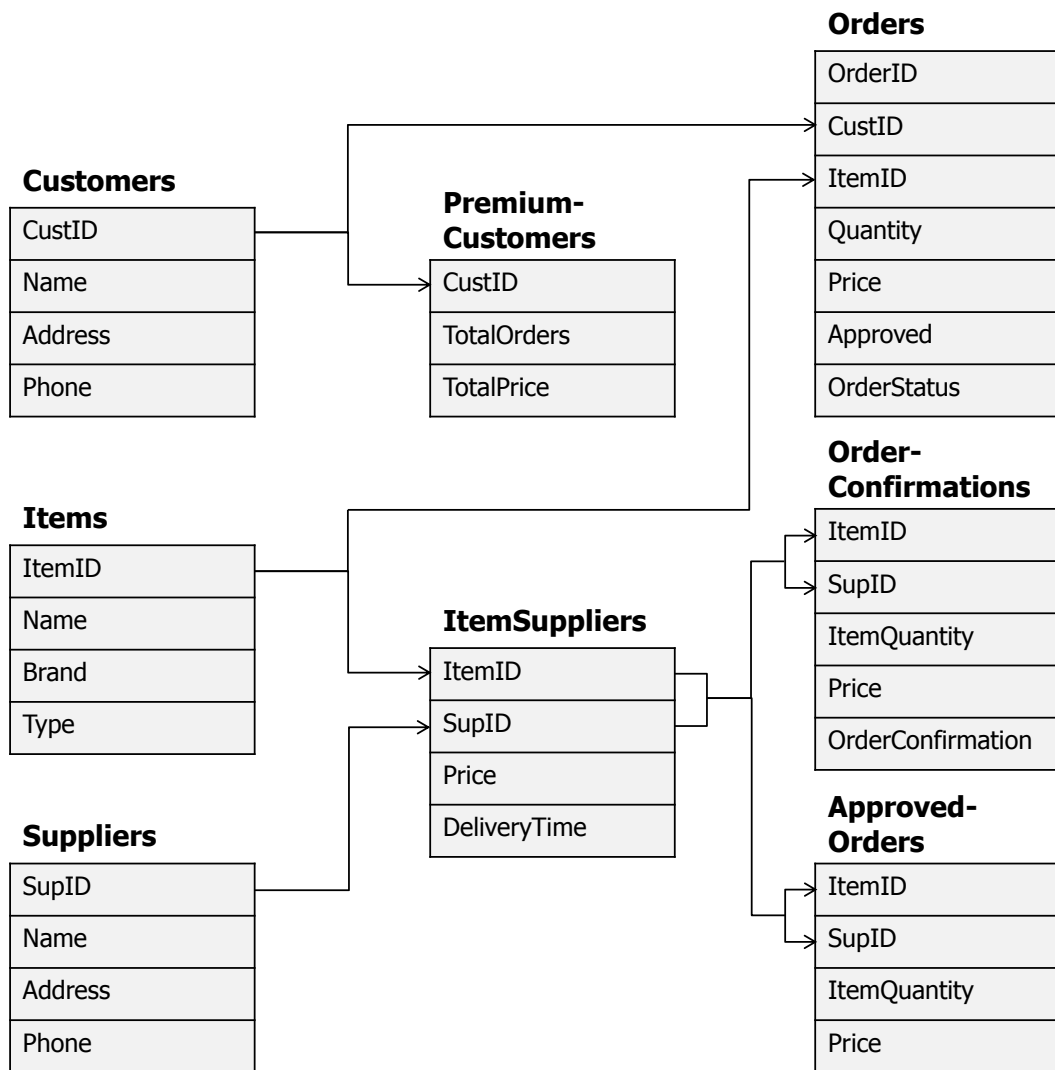 Customers
CustID
Name
Address
Phone
Premium-
Customers
CustID
TotalOrders
TotalPrice
Orders
OrderID
CustID
ItemID
Quantity
Price
Approved
OrderStatus
Items
ItemID
Name
Brand
Type
Suppliers
SupID
Name
Address
Phone
ItemSuppliers
ItemID
SupID
Price
DeliveryTime
Order-
Confirmations
ItemID
SupID
ItemQuantity
Price
OrderConfirmation
Approved-
Orders
ItemID
SupID
ItemQuantity
Price